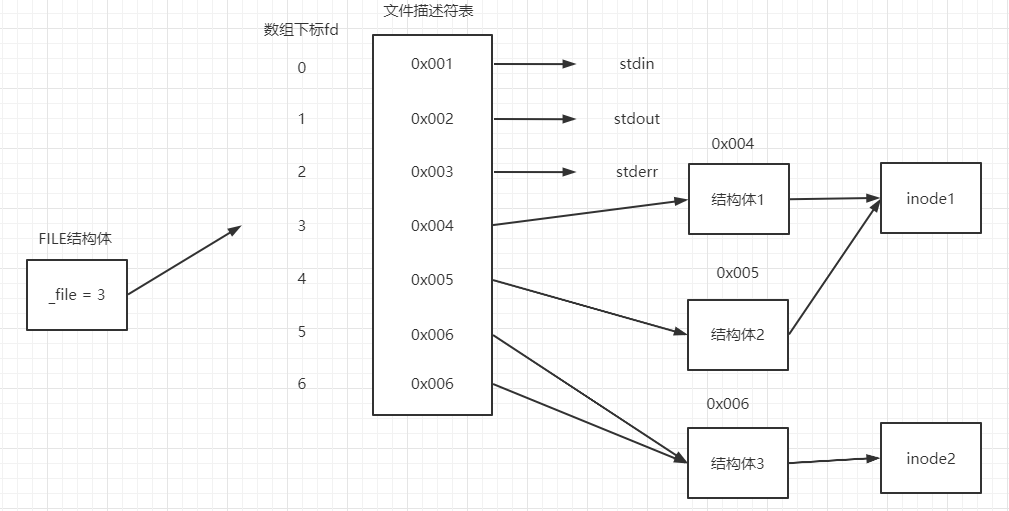 文件描述符表
数组下标fd
0
0x001
stdin
1
0x002
stdout
0x004
2
0x003
stderr
结构体1
inode1
3
0x004
FILE结构体
_file = 3
4
0x005
0x005
结构体2
5
0x006
6
0x006
0x006
结构体3
inode2